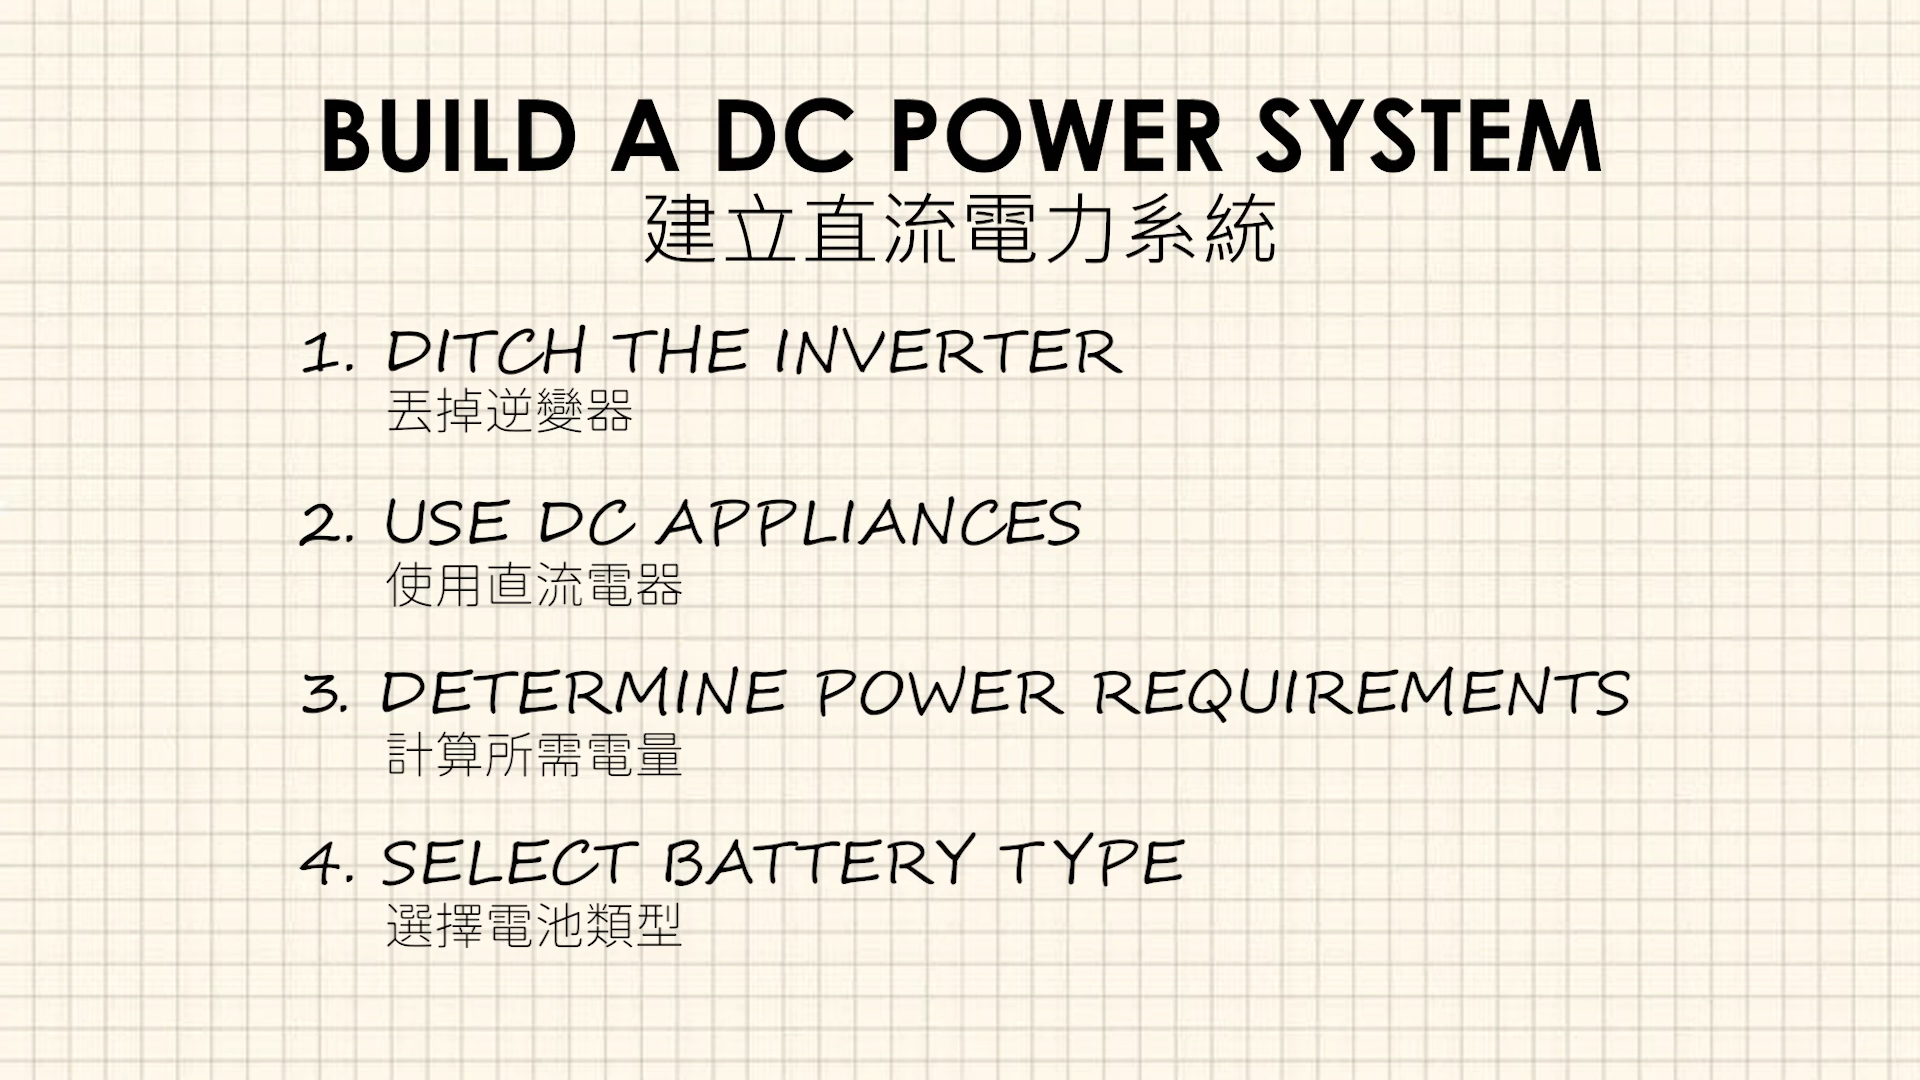 BUILD A DC POWER SYSTEM
建立直流電力系統
1. DITCH THE INVERTER
丟掉逆變器
2. USE DC APPLIANCES
使用直流電器
3. DETERMINE POWER REQUIREMENTS
計算所需電量
4. SELECT BATTERY TYPE
選擇電池類型